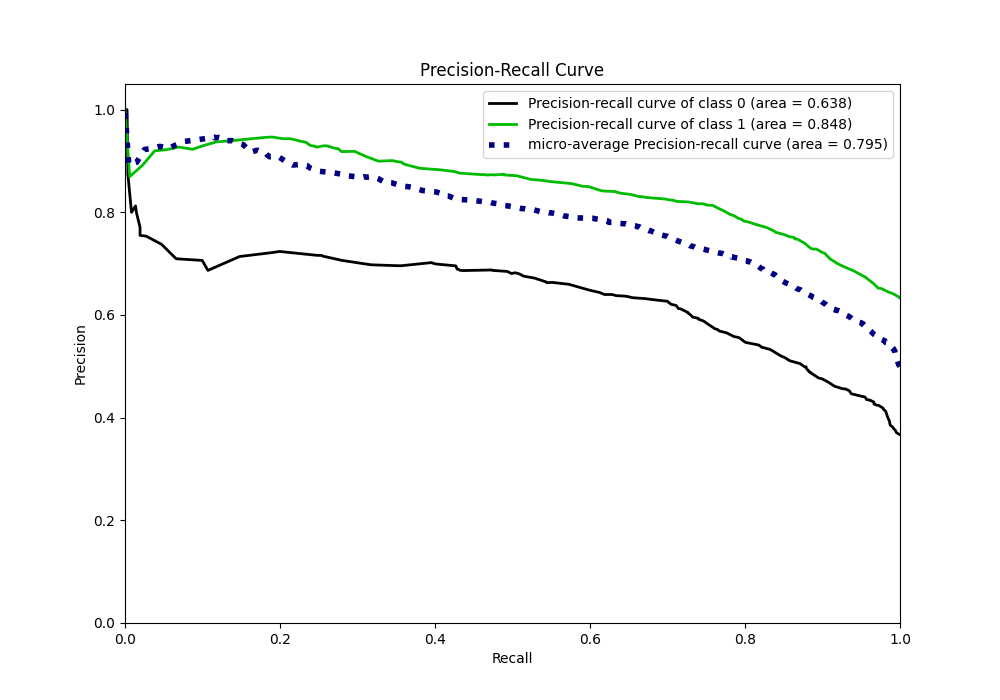 Precision-Recall Curve
Precision-recall curve of class 0 (area = 0.638)
Precision-recall curve of class 1 (area = 0.848)
micro-average Precision-recall curve (area = 0.795)
Precision
1.0
0.8
0.6
0.4
0.2
0.0
0.0 0.2 0.4 0.6 0.8 1.0
Recall